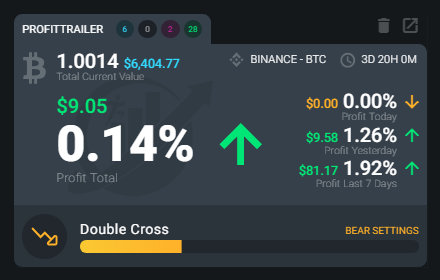 PROFITTRAILER 6 0 2 28
1.0014 $6,404.77
Total Current Value
BINANCE - BTC
3D 20H 0M
$9.05
0.14%
Profit Total
$0.00 0.00%
Profit Today
$9.58 1.26%
Profit Yesterday
$81.17 1.92%
Profit Last 7 Days
Double Cross
BEAR SETTINGS